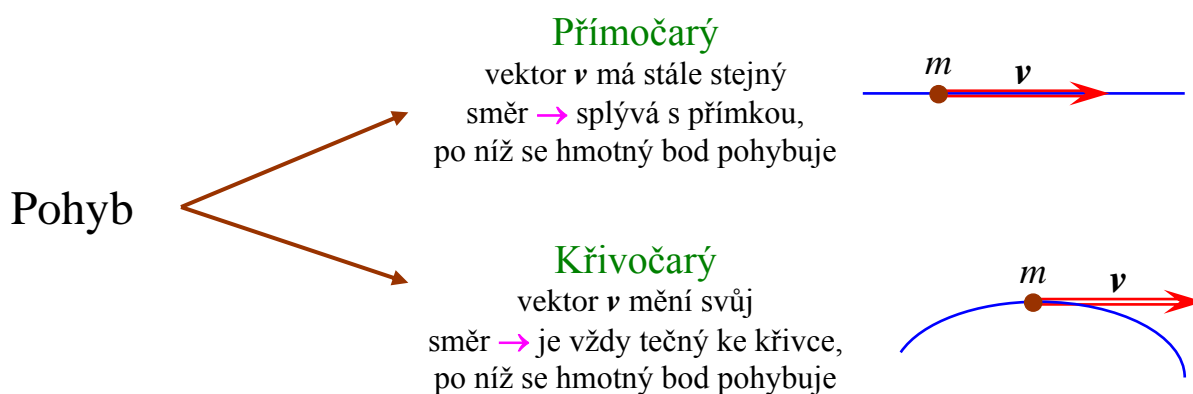 Pohyb
Přímočarý
vektor v má stále stejný
směr → splývá s přímkou,
po níž se hmotný bod pohybuje
m
v
Křivočarý
vektor v mění svůj
směr → je vždy tečný ke křivce,
po níž se hmotný bod pohybuje
m
v